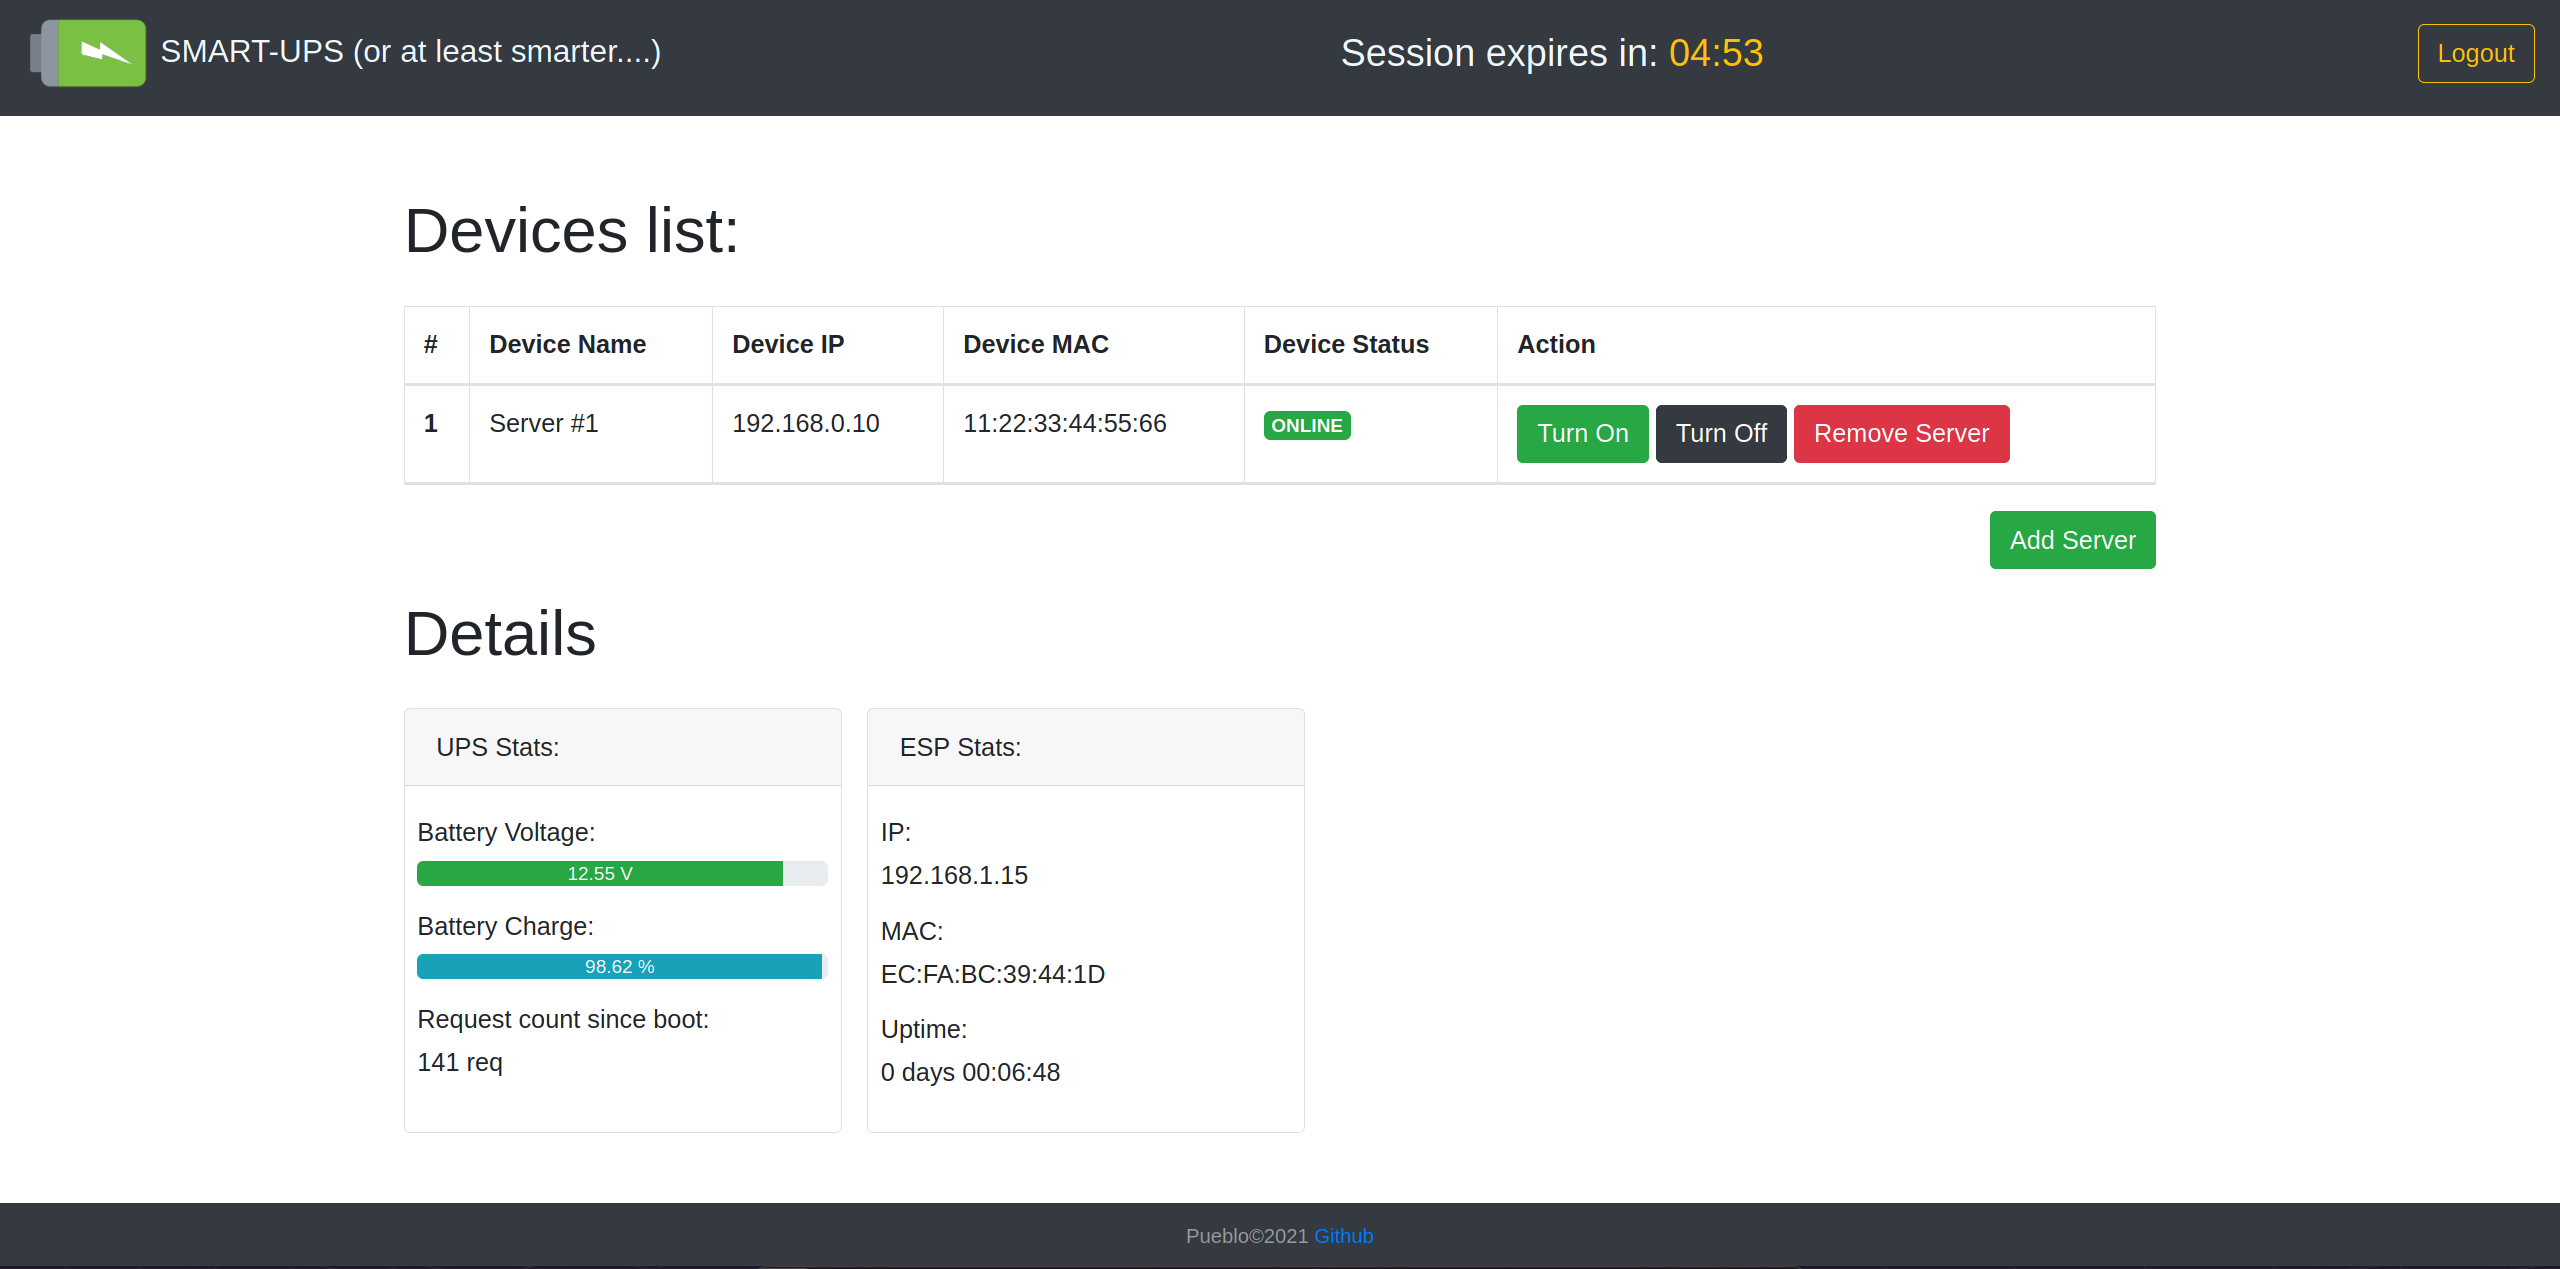 SMART-UPS (or at least smarter....) Session expires in: 04:53 Logout
Devices list:
# Device Name Device IP Device MAC Device Status Action
1 Server #1 192.168.0.10 11:22:33:44:55:66 ONLINE Turn On Turn Off Remove Server
Add Server
Details
UPS Stats:
Battery Voltage:
12.55 V
Battery Charge:
98.62 %
Request count since boot:
141 req
ESP Stats:
IP:
192.168.1.15
MAC:
EC:FA:BC:39:44:1D
Uptime:
0 days 00:06:48
Pueblo©2021 Github